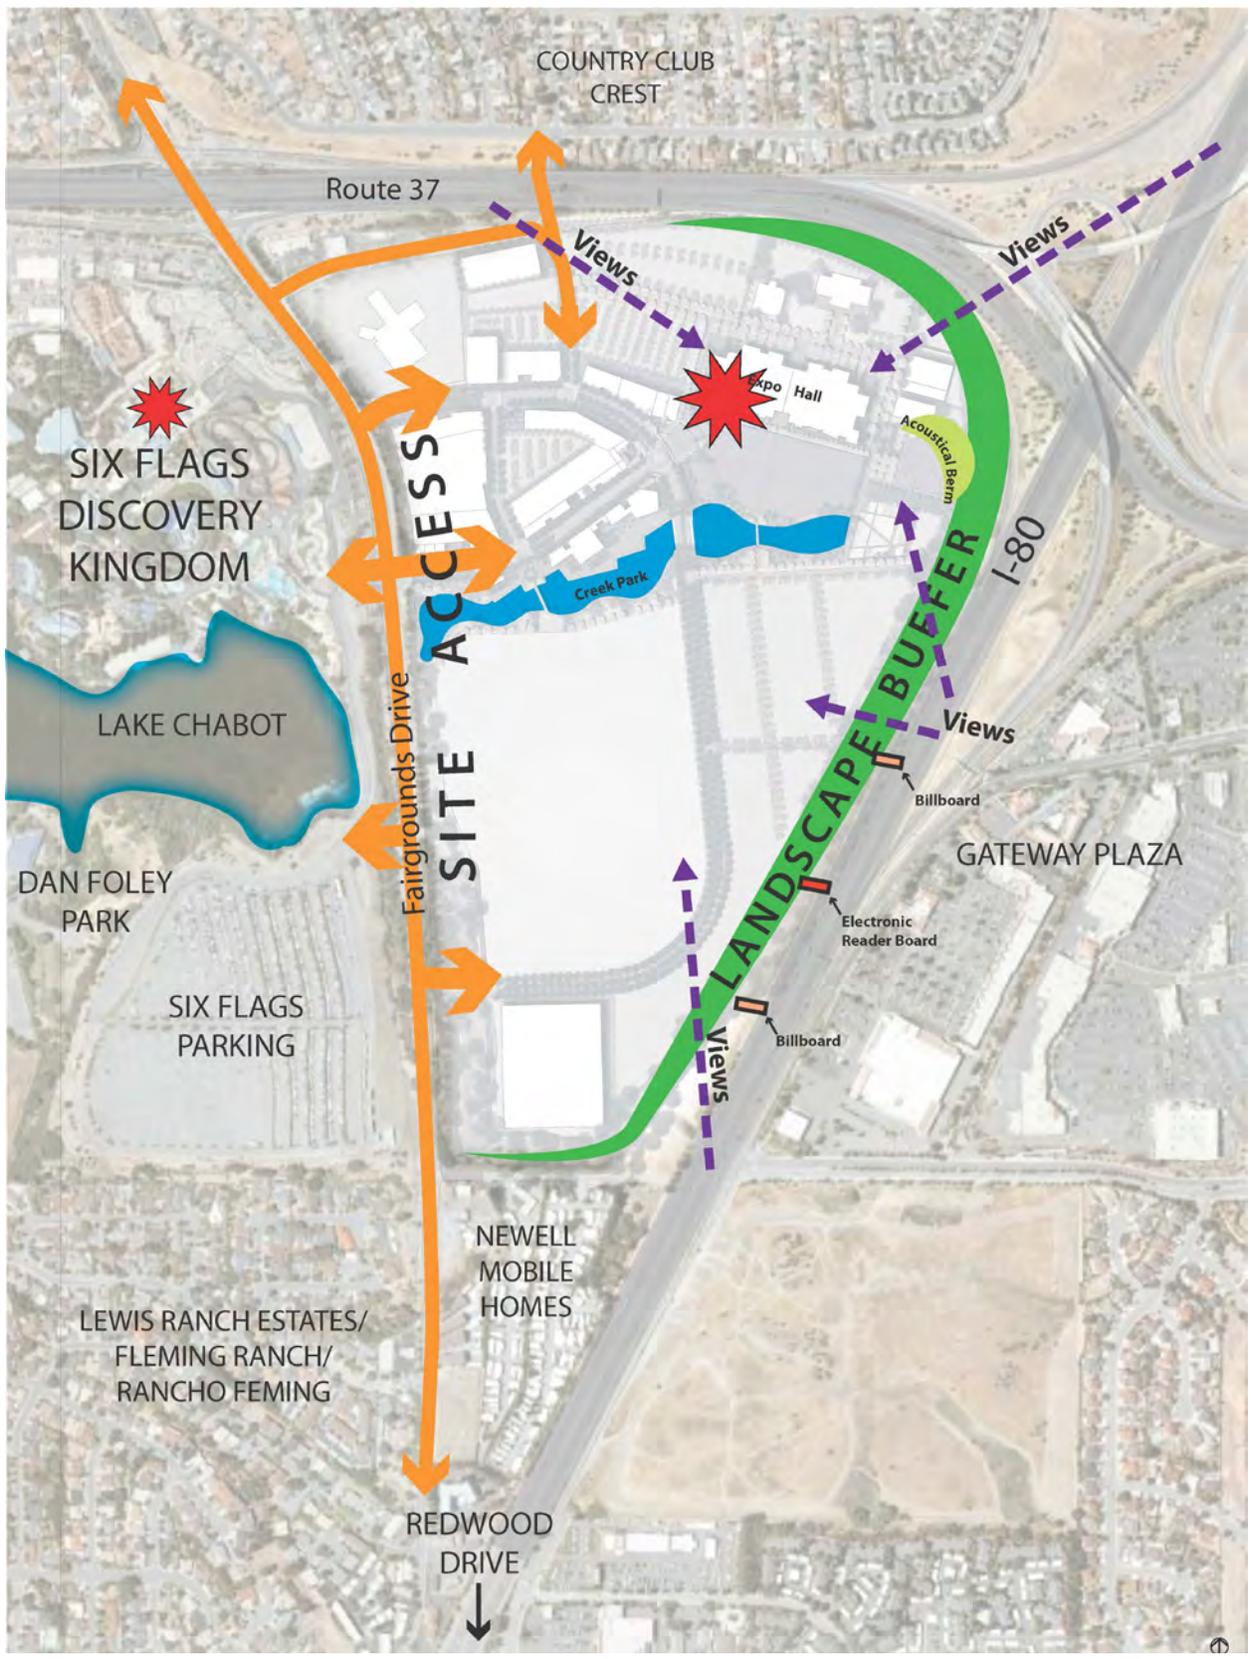 COUNTRY CLUB
CREST
Route 37
Views
Views
Expo Hall
Acoustical Berm
SIX FLAGS
DISCOVERY
KINGDOM
SITE ACCESS
Creek Park
I-80
LAKE CHABOT
Fairgrounds Drive
LANDSCAPE BUFFER
Views
Billboard
GATEWAY PLAZA
DAN FOLEY
PARK
Electronic
Reader Board
SIX FLAGS
PARKING
Billboard
Views
NEWELL
MOBILE
HOMES
LEWIS RANCH ESTATES/
FLEMING RANCH/
RANCHO FEMING
REDWOOD
DRIVE